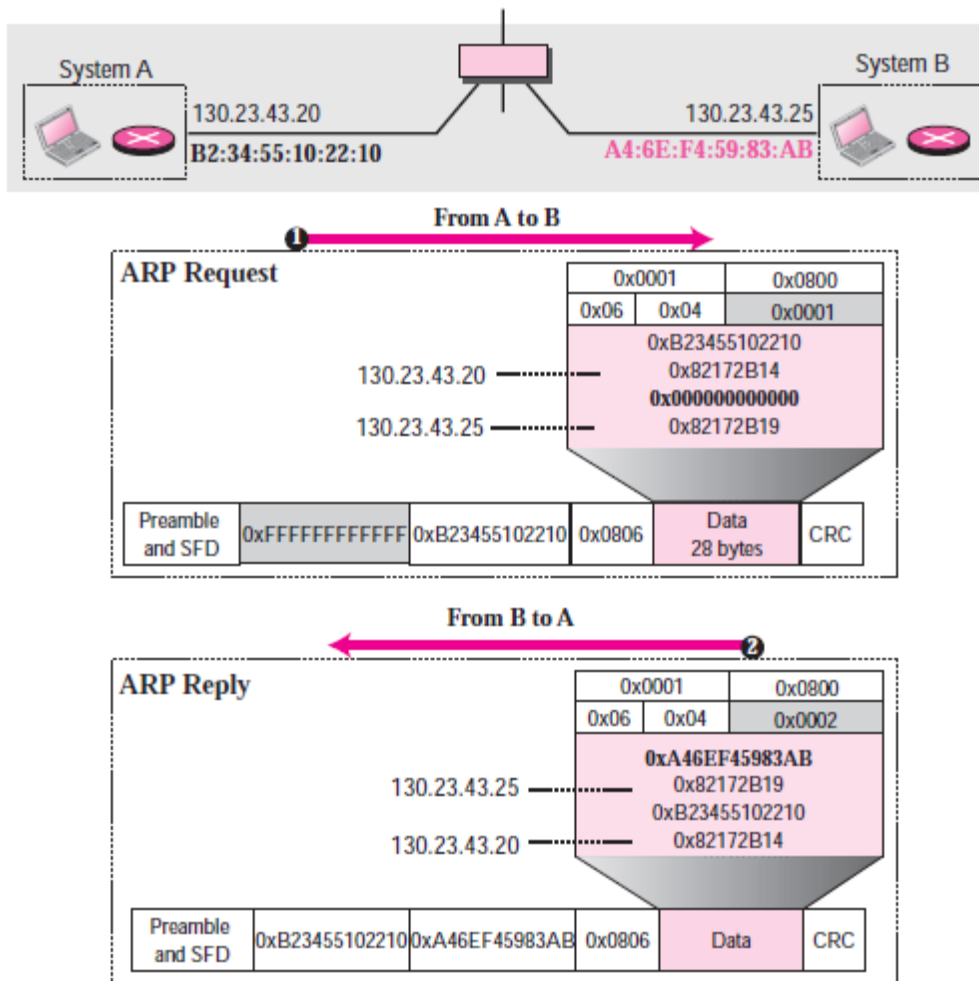 System A
System B
130.23.43.20
130.23.43.25
B2:34:55:10:22:10
A4:6E:F4:59:83:AB
From A to B
1
ARP Request
0x0001 0x0800
0x06 0x04 0x0001
0xB23455102210
130.23.43.20 0x82172B14
0x000000000000
130.23.43.25 0x82172B19
Preamble and SFD 0xFFFFFFFFFFFF 0xB23455102210 0x0806 Data 28 bytes CRC
From B to A
2
ARP Reply
0x0001 0x0800
0x06 0x04 0x0002
0xA46EF45983AB
130.23.43.25 0x82172B19
0xB23455102210
130.23.43.20 0x82172B14
Preamble and SFD 0xB23455102210 0xA46EF45983AB 0x0806 Data CRC